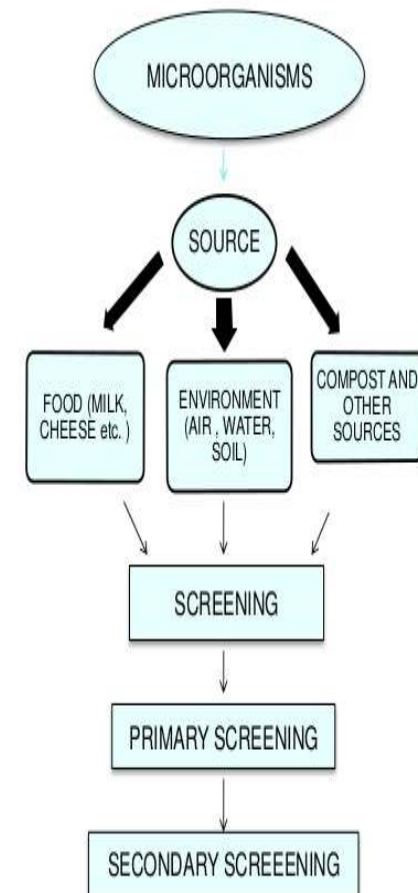 MICROORGANISMS
SOURCE
FOOD (MILK,
CHEESE etc. )
ENVIRONMENT
(AIR , WATER,
SOIL)
COMPOST AND
OTHER
SOURCES
SCREENING
PRIMARY SCREENING
SECONDARY SCREEENING